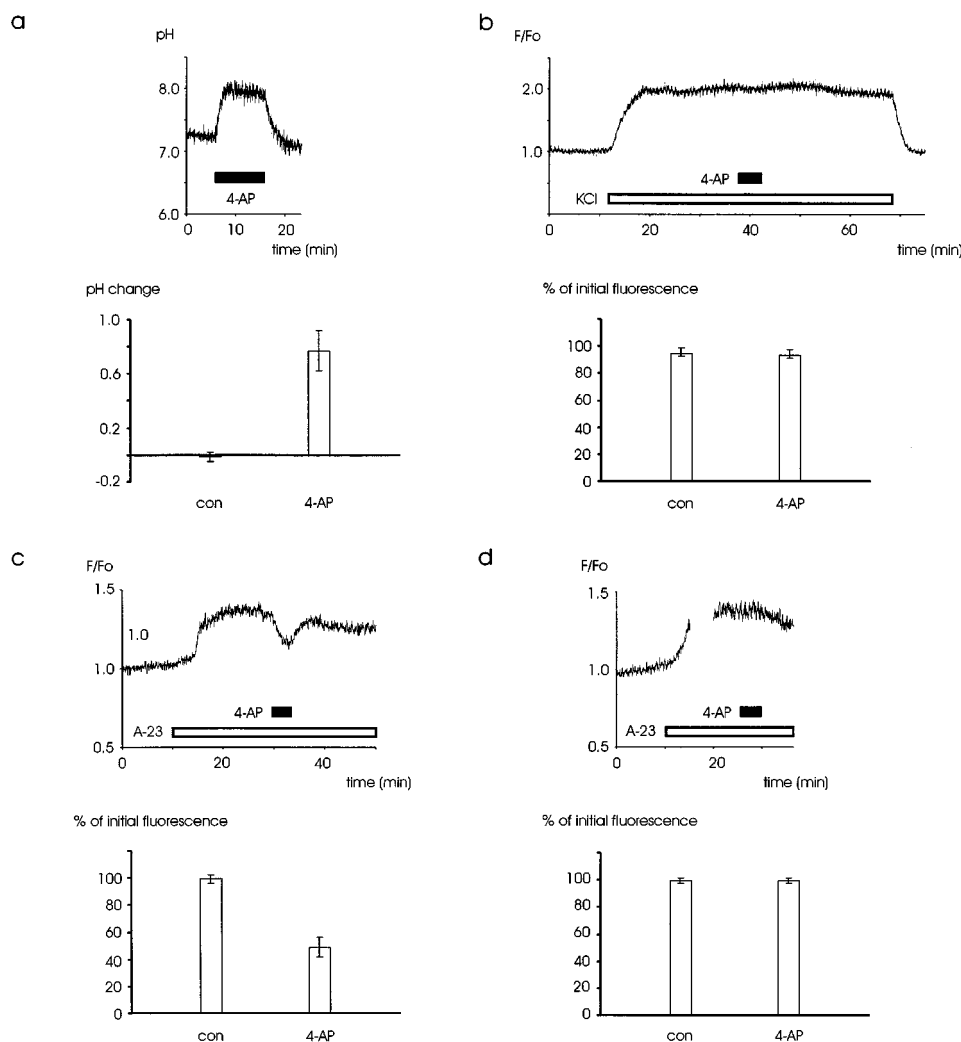 a
pH
8.0
7.0
6.0
4-AP
0 10 20
time (min)
pH change
1.0
0.6
0.2
-0.2
con 4-AP
b
F/Fo
2.0
1.0
4-AP
KCl
0 20 40 60
time (min)
% of initial fluorescence
100
80
60
40
20
0
con 4-AP
c
F/Fo
1.5
1.0
1.0
0.5
4-AP
A-23
0 20 40
time (min)
% of initial fluorescence
100
80
60
40
20
0
con 4-AP
d
F/Fo
1.5
1.0
0.5
4-AP
A-23
0 20
time (min)
% of initial fluorescence
100
80
60
40
20
0
con 4-AP